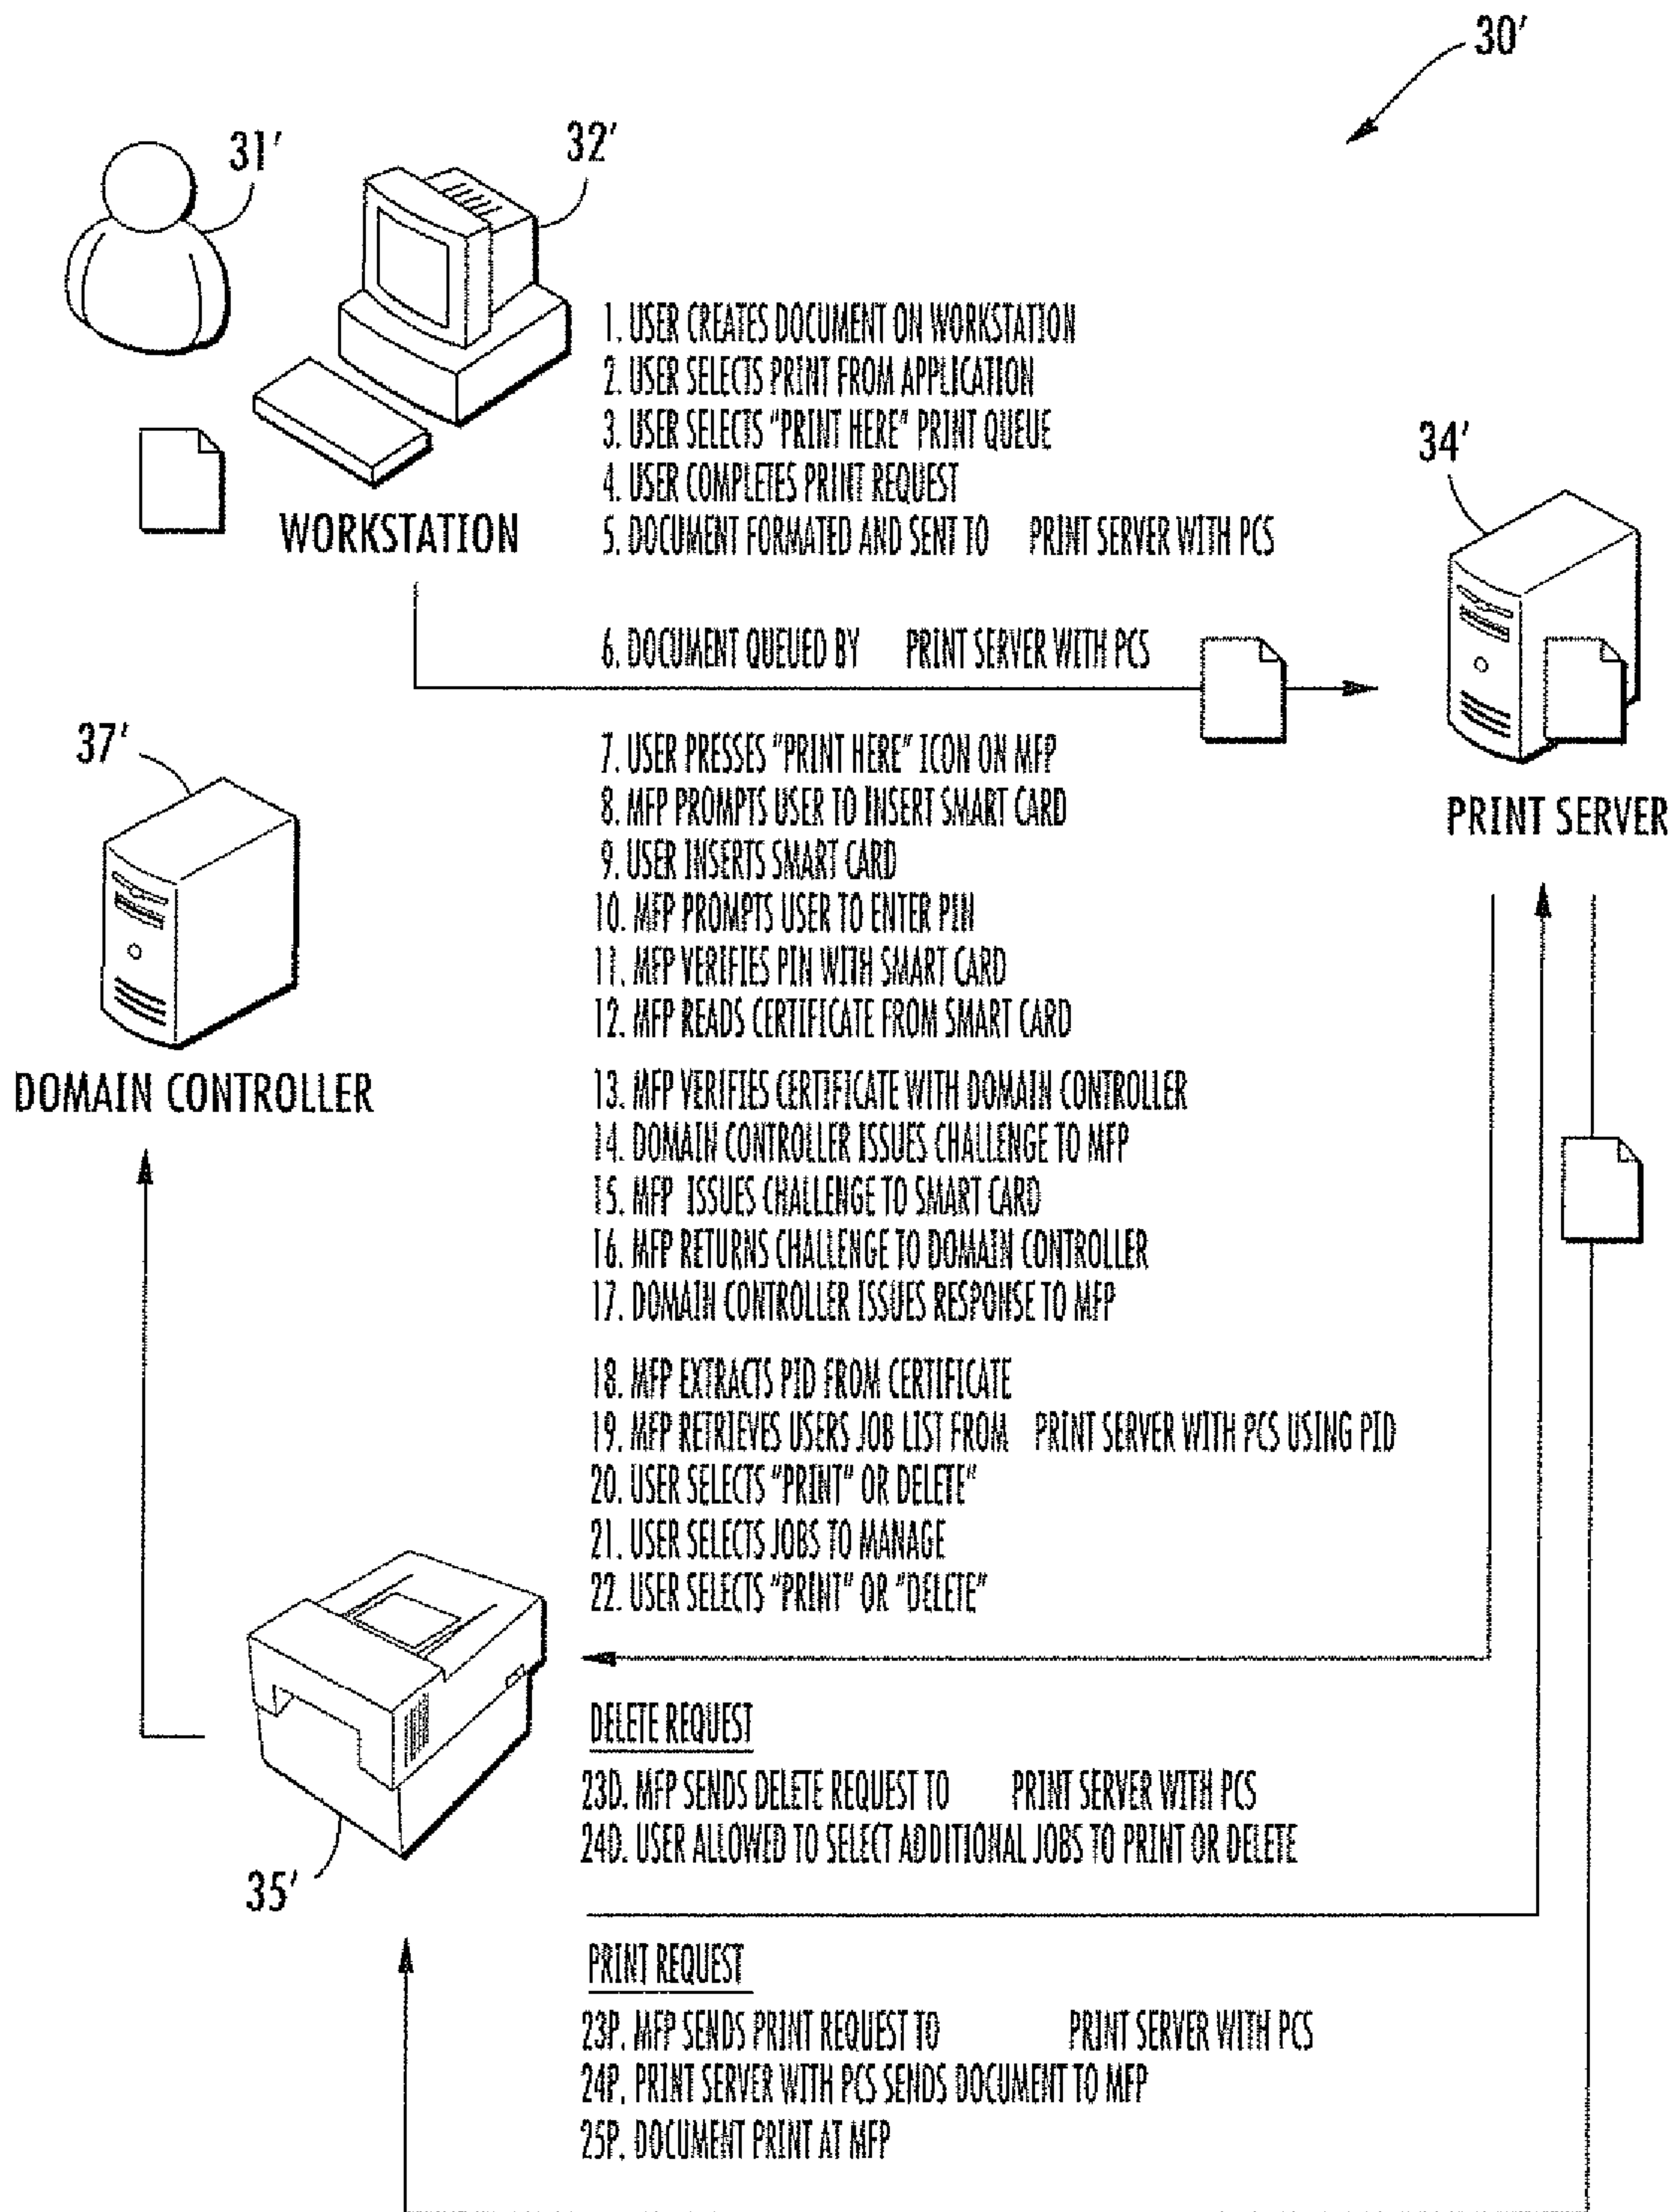 30'
31'
32'
1. USER CREATES DOCUMENT ON WORKSTATION
2. USER SELECTS PRINT FROM APPLICATION
3. USER SELECTS "PRINT HERE" PRINT QUEUE
4. USER COMPLETES PRINT REQUEST
5. DOCUMENT FORMATED AND SENT TO PRINT SERVER WITH PCS
WORKSTATION
34'
6. DOCUMENT QUEUED BY PRINT SERVER WITH PCS
PRINT SERVER
37'
7. USER PRESSES "PRINT HERE" ICON ON MFP
8. MFP PROMPTS USER TO INSERT SMART CARD
9. USER INSERTS SMART CARD
10. MFP PROMPTS USER TO ENTER PIN
11. MFP VERIFIES PIN WITH SMART CARD
12. MFP READS CERTIFICATE FROM SMART CARD
DOMAIN CONTROLLER
13. MFP VERIFIES CERTIFICATE WITH DOMAIN CONTROLLER
14. DOMAIN CONTROLLER ISSUES CHALLENGE TO MFP
15. MFP ISSUES CHALLENGE TO SMART CARD
16. MFP RETURNS CHALLENGE TO DOMAIN CONTROLLER
17. DOMAIN CONTROLLER ISSUES RESPONSE TO MFP
18. MFP EXTRACTS PID FROM CERTIFICATE
19. MFP RETRIEVES USERS JOB LIST FROM PRINT SERVER WITH PCS USING PID
20. USER SELECTS "PRINT" OR DELETE"
21. USER SELECTS JOBS TO MANAGE
22. USER SELECTS "PRINT" OR "DELETE"
35'
DELETE REQUEST
23D. MFP SENDS DELETE REQUEST TO PRINT SERVER WITH PCS
24D. USER ALLOWED TO SELECT ADDITIONAL JOBS TO PRINT OR DELETE
PRINT REQUEST
23P. MFP SENDS PRINT REQUEST TO PRINT SERVER WITH PCS
24P. PRINT SERVER WITH PCS SENDS DOCUMENT TO MFP
25P. DOCUMENT PRINT AT MFP